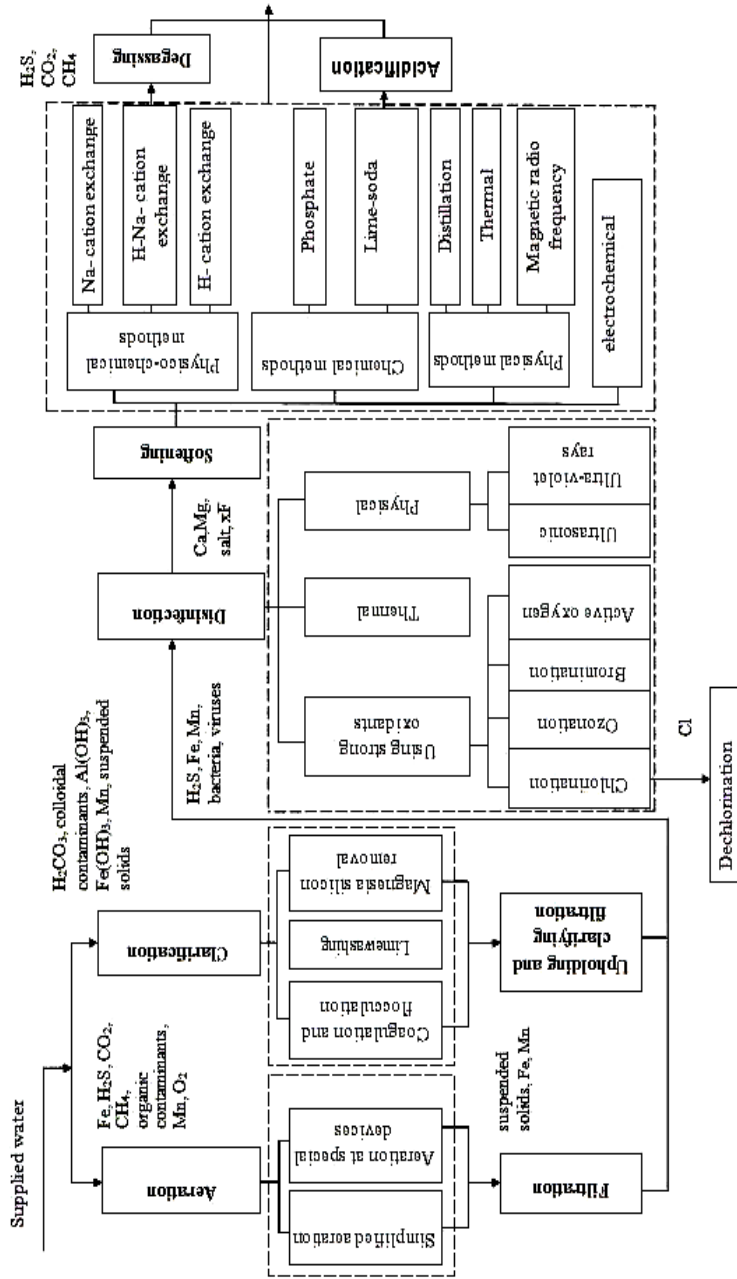 Supplied water
Fe, H₂S, CO₂,
CH₄,
organic
contaminants,
Mn, O₂
H₂CO₃, colloidal
contaminants, Al(OH)₃,
Fe(OH)₃, Mn, suspended
solids
Aeration
Clarification
Simplified aeration
Aeration at special
devices
Coagulation and
flocculation
Limewashing
Magnesia silicon
removal
Filtration
suspended
solids, Fe, Mn
Upholding and
clarifying
filtration
H₂S, Fe, Mn,
bacteria, viruses
Disinfection
Using strong
oxidants
Thermal
Physical
Chlorination
Ozonation
Bromination
Active oxygen
Ultrasonic
Ultra-violet
rays
Cl
Dechlorination
Ca,Mg,
salt, xF
Softening
Physico-chemical
methods
Chemical methods
Physical methods
electrochemical
Na- cation exchange
H-Na- cation
exchange
H- cation exchange
Phosphate
Lime-soda
Distillation
Thermal
Magnetic radio
frequency
H₂S,
CO₂,
CH₄
Degassing
Acidification